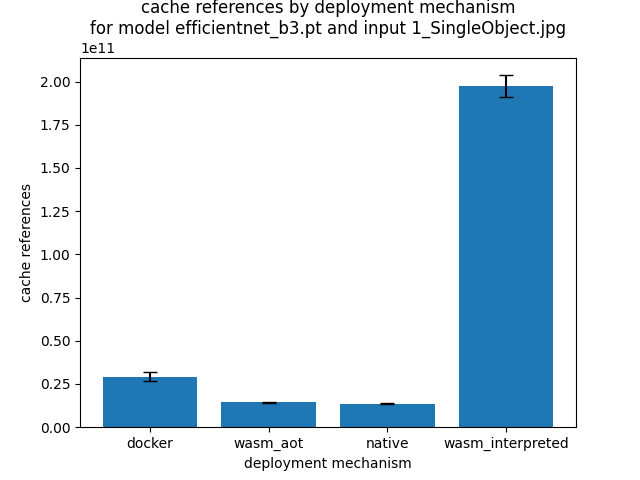 cache references by deployment mechanism
for model efficientnet_b3.pt and input 1_SingleObject.jpg
1e11
2.00
1.75
1.50
1.25
1.00
0.75
0.50
0.25
0.00
cache references
docker
wasm_aot
native
wasm_interpreted
deployment mechanism